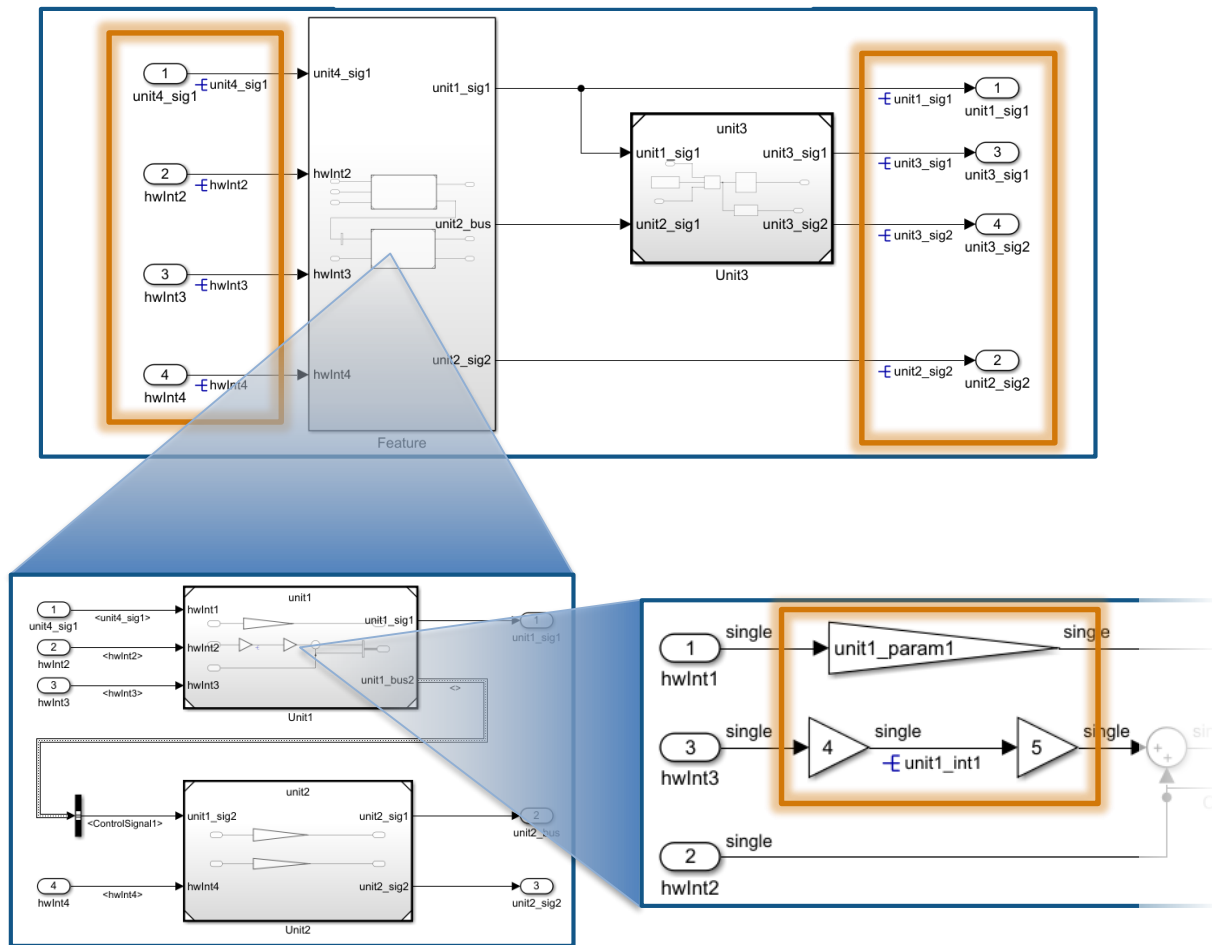 1
unit4_sig1
unit4_sig1
2
hwInt2
hwInt2
3
hwInt3
hwInt3
4
hwInt4
hwInt4
unit4_sig1
hwInt2
hwInt3
hwInt4
unit1_sig1
unit2_bus
unit2_sig2
Feature
unit3
unit1_sig1
unit3_sig1
unit2_sig1
unit3_sig2
Unit3
unit1_sig1
1
unit1_sig1
unit3_sig1
3
unit3_sig1
unit3_sig2
4
unit3_sig2
unit2_sig2
2
unit2_sig2
1
unit4_sig1
<unit4_sig1>
2
hwInt2
<hwInt2>
3
hwInt3
<hwInt3>
unit1
hwInt1
hwInt2
hwInt3
unit1_sig1
unit1_bus2
Unit1
<>
1
unit1_sig1
<ControlSignal1>
4
hwInt4
<hwInt4>
unit2
unit1_sig2
unit2_sig1
hwInt4
unit2_sig2
Unit2
2
unit2_bus
3
unit2_sig2
1
hwInt1
single
unit1_param1
single
3
hwInt3
single
4
single
unit1_int1
5
single
+
+
2
hwInt2
single